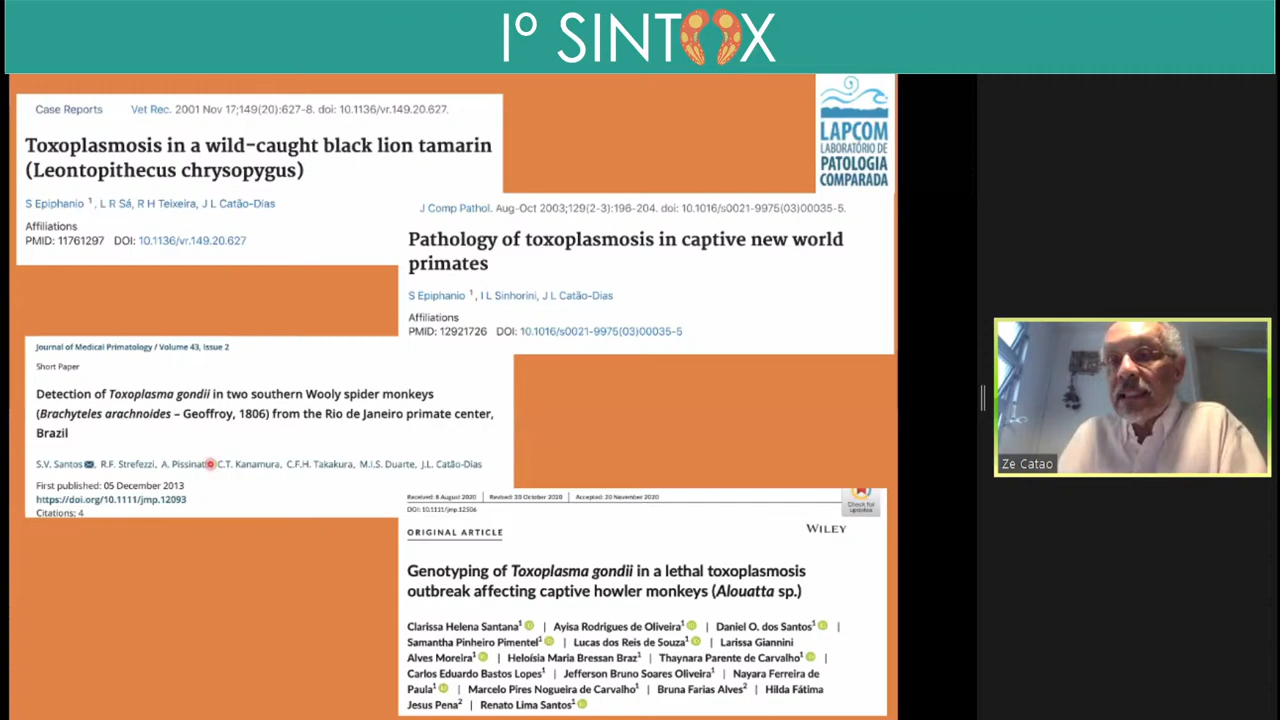 Iº SINTOX
LAPCOM
LABORATÓRIO DE
PATOLOGIA
COMPARADA
Case Reports Vet Rec. 2001 Nov 17;149(20):627-8. doi: 10.1136/vr.149.20.627.
Toxoplasmosis in a wild-caught black lion tamarin
(Leontopithecus chrysopygus)
S Epiphanio 1, L R Sá, R H Teixeira, J L Catão-Dias
Affiliations
PMID: 11761297 DOI: 10.1136/vr.149.20.627
J Comp Pathol. Aug-Oct 2003;129(2-3):196-204. doi: 10.1016/s0021-9975(03)00035-5.
Pathology of toxoplasmosis in captive new world
primates
S Epiphanio 1, I L Sinhorini, J L Catão-Dias
Affiliations
PMID: 12921726 DOI: 10.1016/s0021-9975(03)00035-5
Journal of Medical Primatology / Volume 43, Issue 2
Short Paper
Detection of Toxoplasma gondii in two southern Wooly spider monkeys
(Brachyteles arachnoides – Geoffroy, 1806) from the Rio de Janeiro primate center,
Brazil
S.V. Santos, R.F. Strefezzi, A. Pissinatti, C.T. Kanamura, C.F.H. Takakura, M.I.S. Duarte, J.L. Catão-Dias
First published: 05 December 2013
https://doi.org/10.1111/jmp.12093
Citations: 4
Received: 8 August 2020 | Revised: 30 October 2020 | Accepted: 20 November 2020
DOI: 10.1111/jmp.12506
Check for
updates
ORIGINAL ARTICLE
WILEY
Genotyping of Toxoplasma gondii in a lethal toxoplasmosis
outbreak affecting captive howler monkeys (Alouatta sp.)
Clarissa Helena Santana1 | Ayisa Rodrigues de Oliveira1 | Daniel O. dos Santos1 |
Samantha Pinheiro Pimentel1 | Lucas dos Reis de Souza1 | Larissa Giannini
Alves Moreira1 | Heloísia Maria Bressan Braz1 | Thaynara Parente de Carvalho1 |
Carlos Eduardo Bastos Lopes1 | Jefferson Bruno Soares Oliveira1 | Nayara Ferreira de
Paula1 | Marcelo Pires Nogueira de Carvalho1 | Bruna Farias Alves2 | Hilda Fátima
Jesus Pena2 | Renato Lima Santos1
Ze Catao